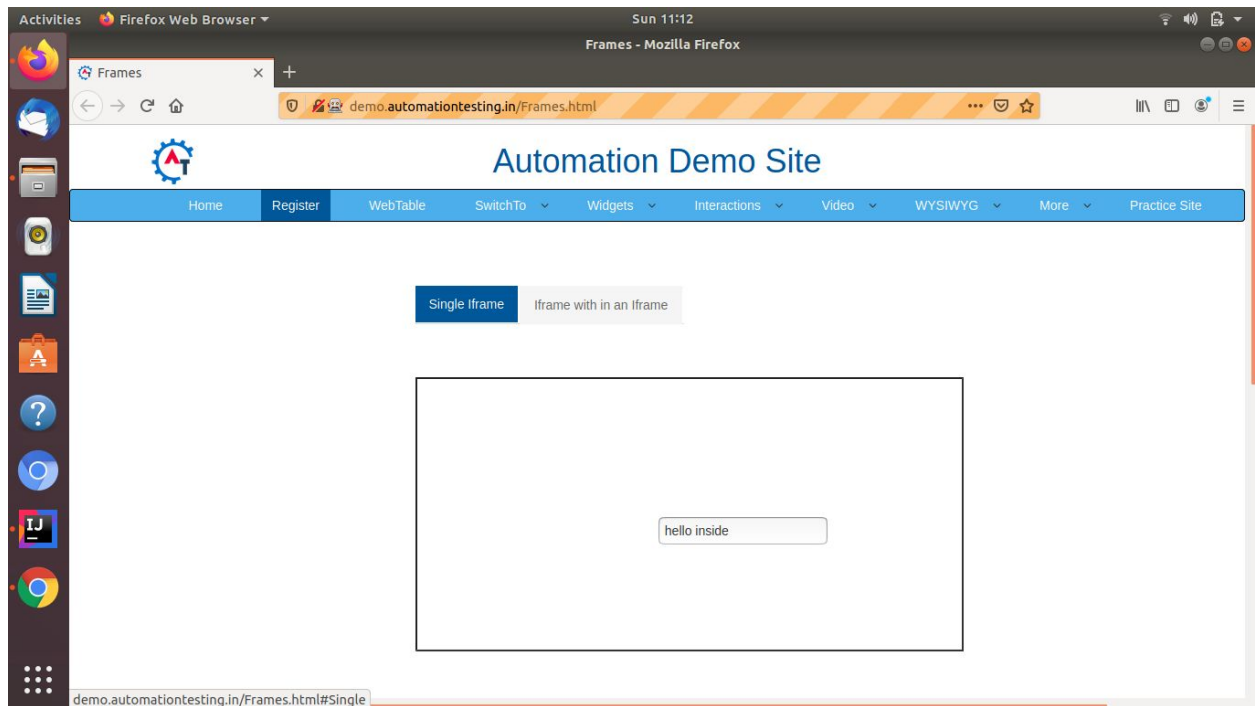 Activities Firefox Web Browser Sun 11:12
Frames - Mozilla Firefox
Frames
demo.automationtesting.in/Frames.html
AT
Automation Demo Site
Home Register WebTable SwitchTo Widgets Interactions Video WYSIWYG More Practice Site
Single Iframe Iframe with in an Iframe
hello inside
IJ
demo.automationtesting.in/Frames.html#Single